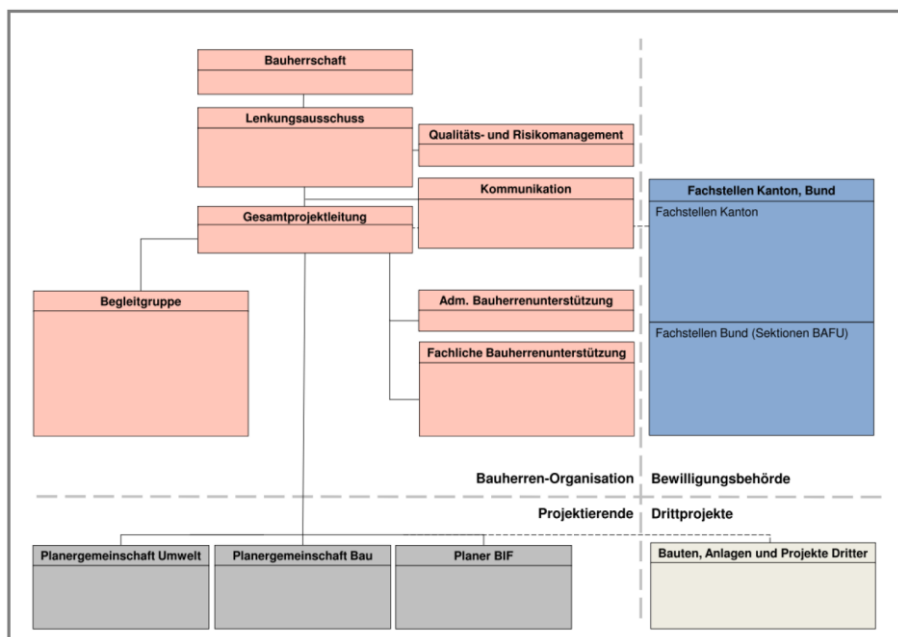 Bauherrschaft
Lenkungsausschuss
Qualitäts- und Risikomanagement
Kommunikation
Fachstellen Kanton, Bund
Fachstellen Kanton
Gesamtprojektleitung
Begleitgruppe
Adm. Bauherrenunterstützung
Fachstellen Bund (Sektionen BAFU)
Fachliche Bauherrenunterstützung
Bauherren-Organisation
Bewilligungsbehörde
Projektierende
Drittprojekte
Planergemeinschaft Umwelt
Planergemeinschaft Bau
Planer BIF
Bauten, Anlagen und Projekte Dritter